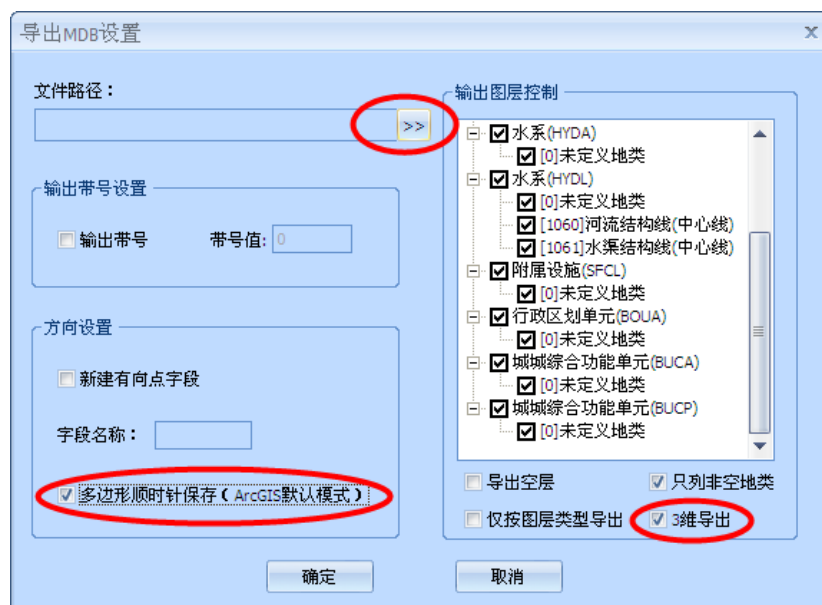 导出MDB设置
文件路径：
>>
输出带号设置
输出带号 带号值: 0
方向设置
新建有向点字段
字段名称：
多边形顺时针保存（ArcGIS默认模式）
输出图层控制
水系(HYDA)
[0]未定义地类
水系(HYDL)
[0]未定义地类
[1060]河流结构线(中心线)
[1061]水渠结构线(中心线)
附属设施(SFCL)
[0]未定义地类
行政区划单元(BOUA)
[0]未定义地类
城城综合功能单元(BUCA)
[0]未定义地类
城城综合功能单元(BUCP)
[0]未定义地类
导出空层 只列非空地类
仅按图层类型导出 3维导出
确定 取消